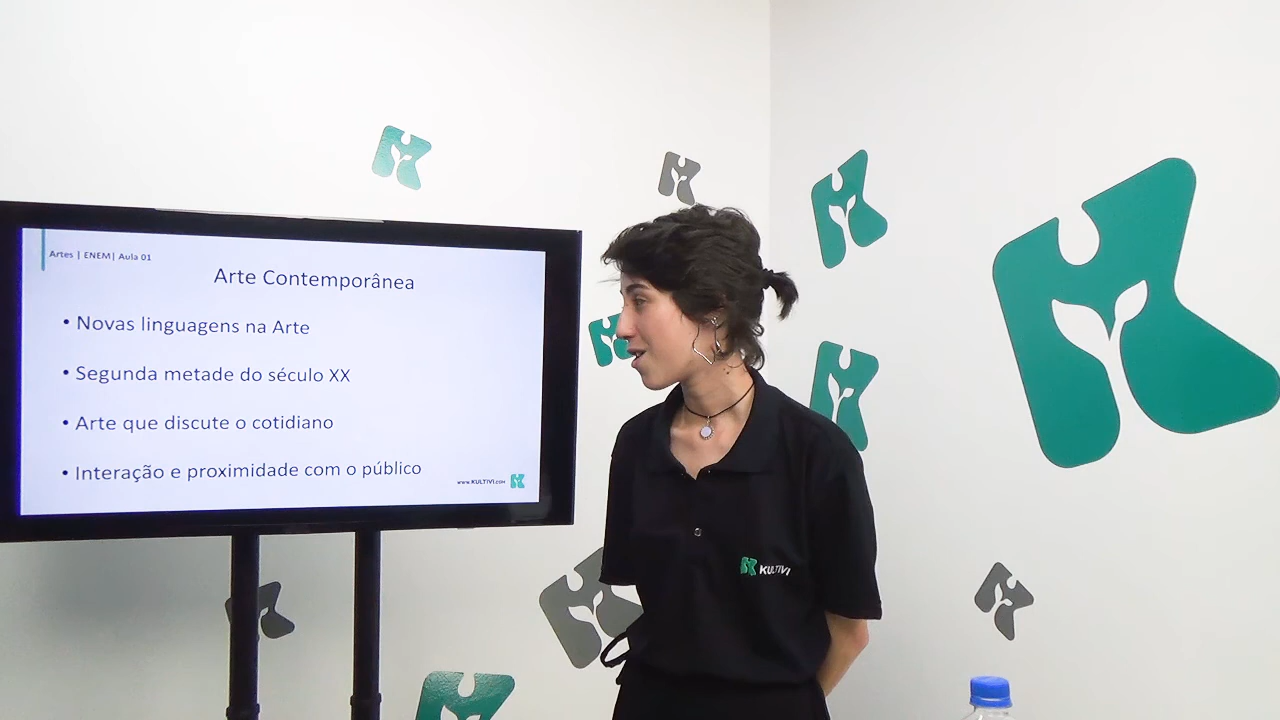 Artes | ENEM| Aula 01
Arte Contemporânea
• Novas linguagens na Arte
• Segunda metade do século XX
• Arte que discute o cotidiano
• Interação e proximidade com o público
www.KULTIVI.COM
KULTIVI